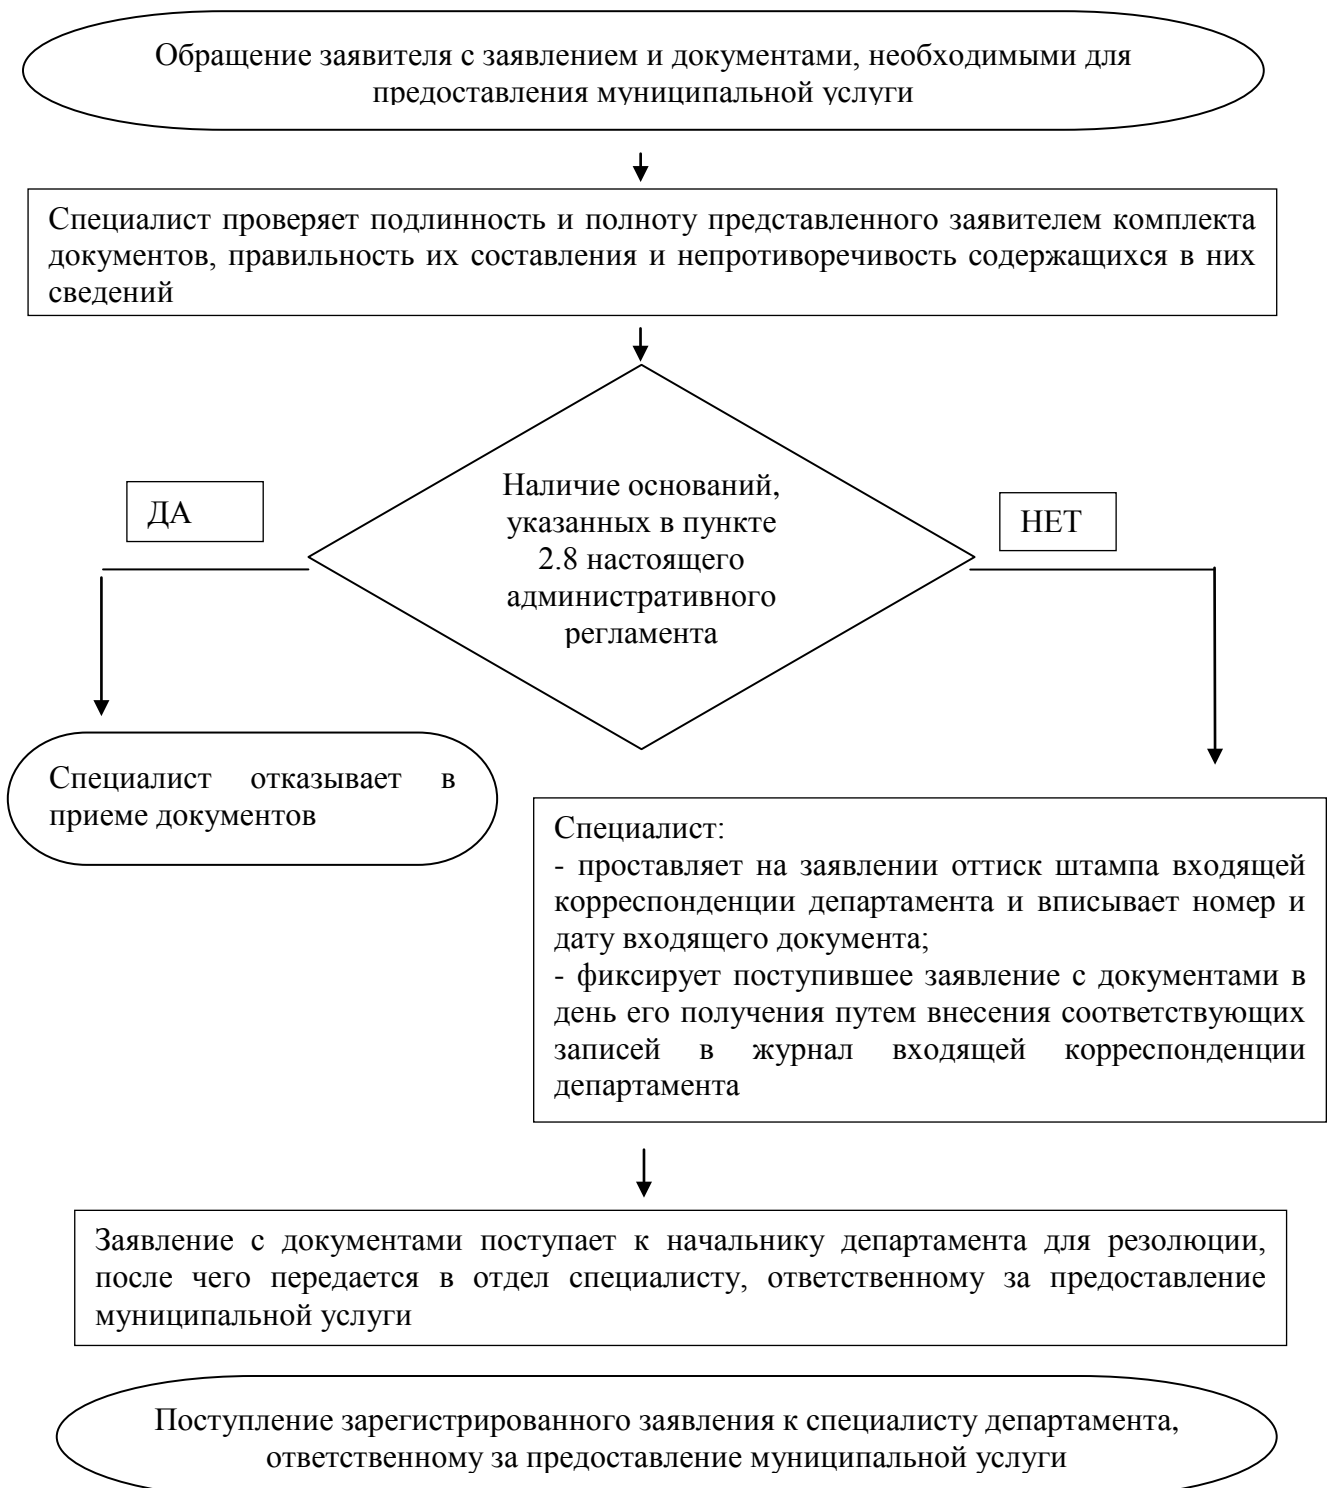 Обращение заявителя с заявлением и документами, необходимыми для
предоставления муниципальной услуги
Специалист проверяет подлинность и полноту представленного заявителем комплекта
документов, правильность их составления и непротиворечивость содержащихся в них
сведений
Наличие оснований,
указанных в пункте
2.8 настоящего
административного
регламента
ДА
НЕТ
Специалист отказывает в
приеме документов
Специалист:
- проставляет на заявлении оттиск штампа входящей
корреспонденции департамента и вписывает номер и
дату входящего документа;
- фиксирует поступившее заявление с документами в
день его получения путем внесения соответствующих
записей в журнал входящей корреспонденции
департамента
Заявление с документами поступает к начальнику департамента для резолюции,
после чего передается в отдел специалисту, ответственному за предоставление
муниципальной услуги
Поступление зарегистрированного заявления к специалисту департамента,
ответственному за предоставление муниципальной услуги